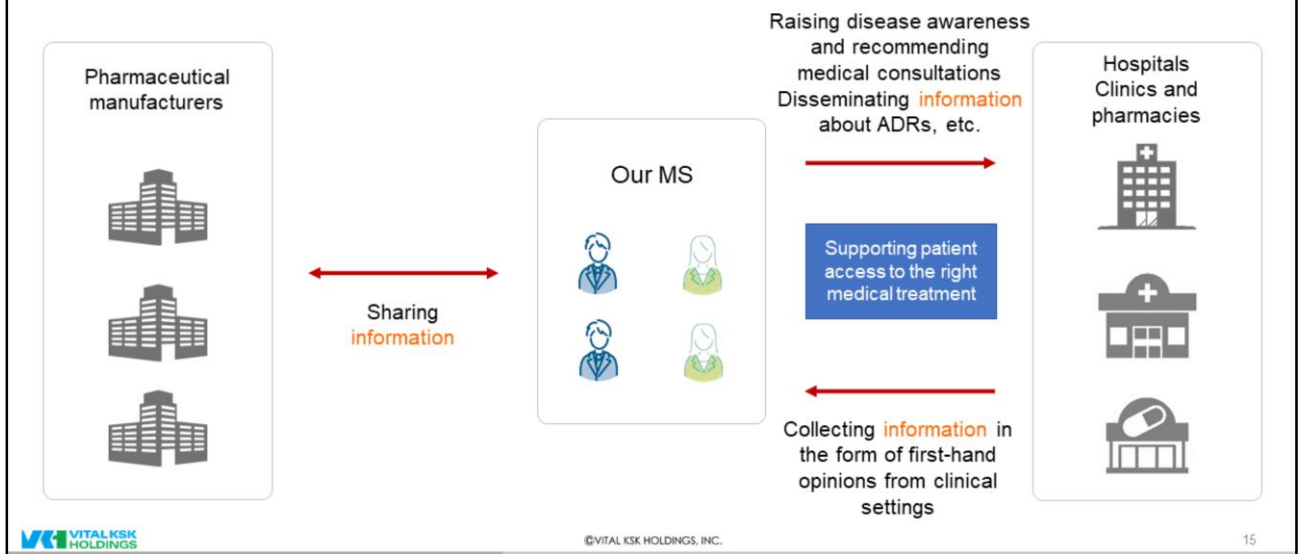 Pharmaceutical
manufacturers
Sharing
information
Our MS
Raising disease awareness
and recommending
medical consultations
Disseminating information
about ADRs, etc.
Supporting patient
access to the right
medical treatment
Collecting information in
the form of first-hand
opinions from clinical
settings
Hospitals
Clinics and
pharmacies
VITAL KSK
HOLDINGS
©VITAL KSK HOLDINGS, INC.
15